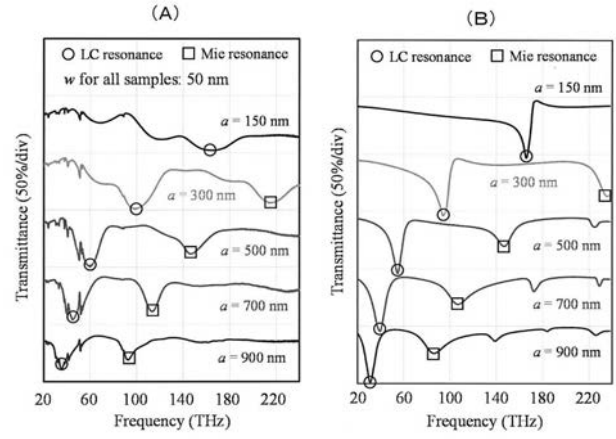 (A)
○ LC resonance □ Mie resonance
w for all samples: 50 nm
a = 150 nm
a = 300 nm
a = 500 nm
a = 700 nm
a = 900 nm
Transmittance (50%/div)
20 60 100 140 180 220
Frequency (THz)
(B)
○ LC resonance □ Mie resonance
a = 150 nm
a = 300 nm
a = 500 nm
a = 700 nm
a = 900 nm
Transmittance (50%/div)
20 60 100 140 180 220
Frequency (THz)